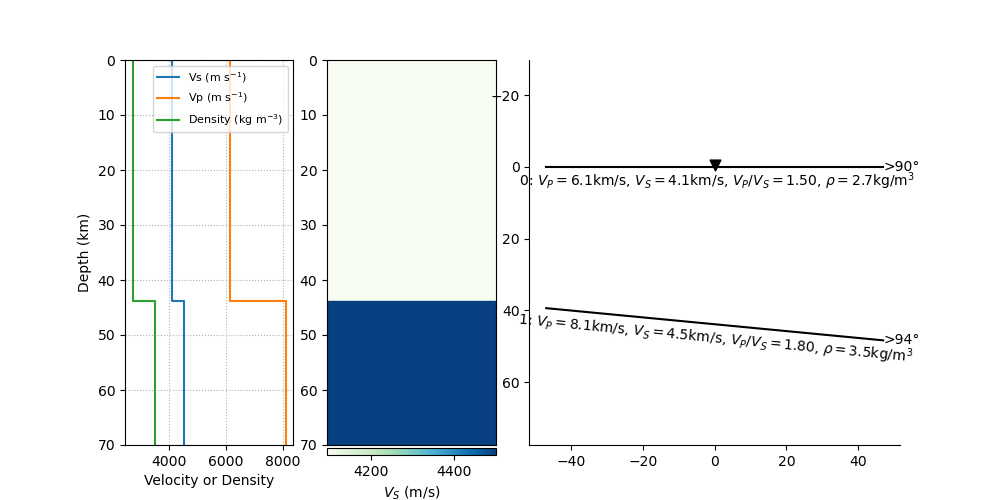 0
10
20
30
40
50
60
70
Depth (km)
4000 6000 8000
Velocity or Density
Vs (m s⁻¹)
Vp (m s⁻¹)
Density (kg m⁻³)
0
10
20
30
40
50
60
70
4200 4400
V_S (m/s)
−20
0
20
40
60
−40 −20 0 20 40
>90°
0: V_P = 6.1km/s, V_S = 4.1km/s, V_P/V_S = 1.50, ρ = 2.7kg/m³
>94°
1: V_P = 8.1km/s, V_S = 4.5km/s, V_P/V_S = 1.80, ρ = 3.5kg/m³